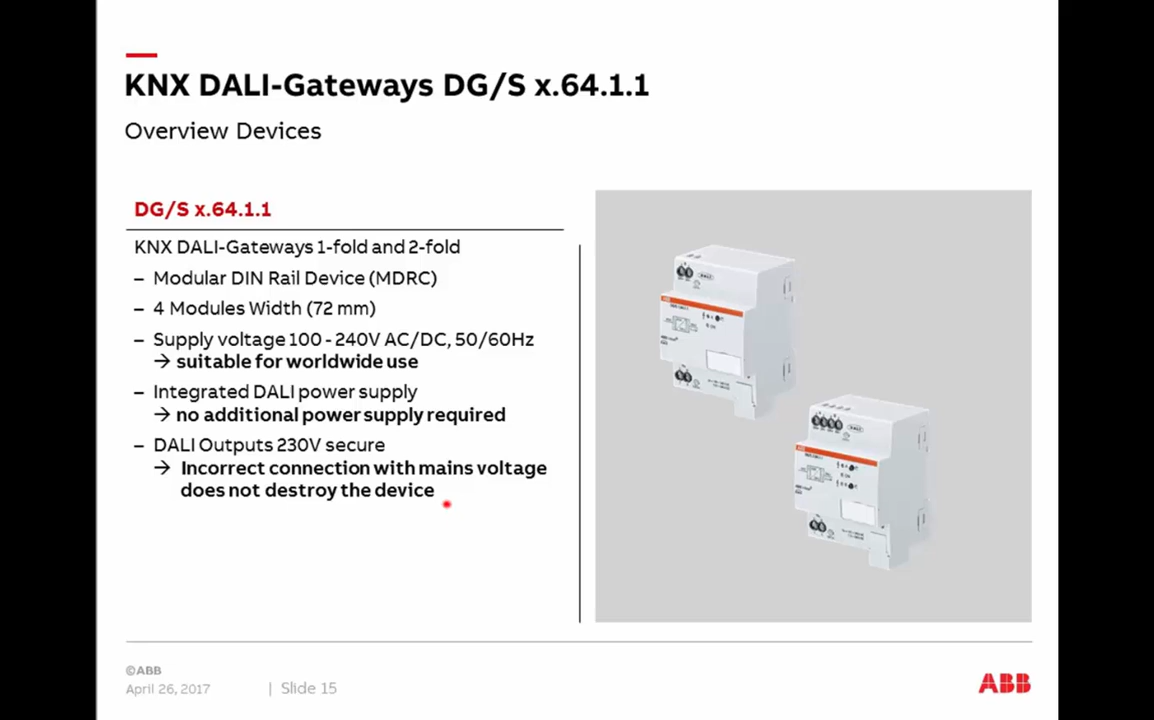 KNX DALI-Gateways DG/S x.64.1.1
Overview Devices
DG/S x.64.1.1
KNX DALI-Gateways 1-fold and 2-fold
– Modular DIN Rail Device (MDRC)
– 4 Modules Width (72 mm)
– Supply voltage 100 - 240V AC/DC, 50/60Hz
→ suitable for worldwide use
– Integrated DALI power supply
→ no additional power supply required
– DALI Outputs 230V secure
→ Incorrect connection with mains voltage
does not destroy the device
©ABB
April 26, 2017 | Slide 15
ABB